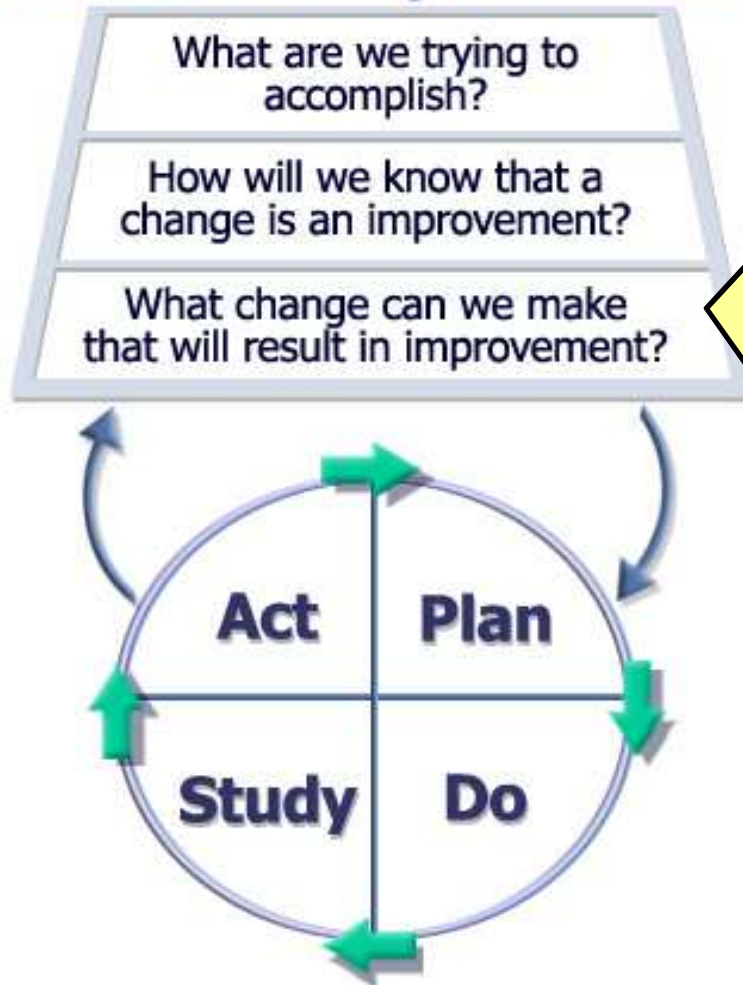 What are we trying to
accomplish?
How will we know that a
change is an improvement?
What change can we make
that will result in improvement?
Act
Plan
Study
Do